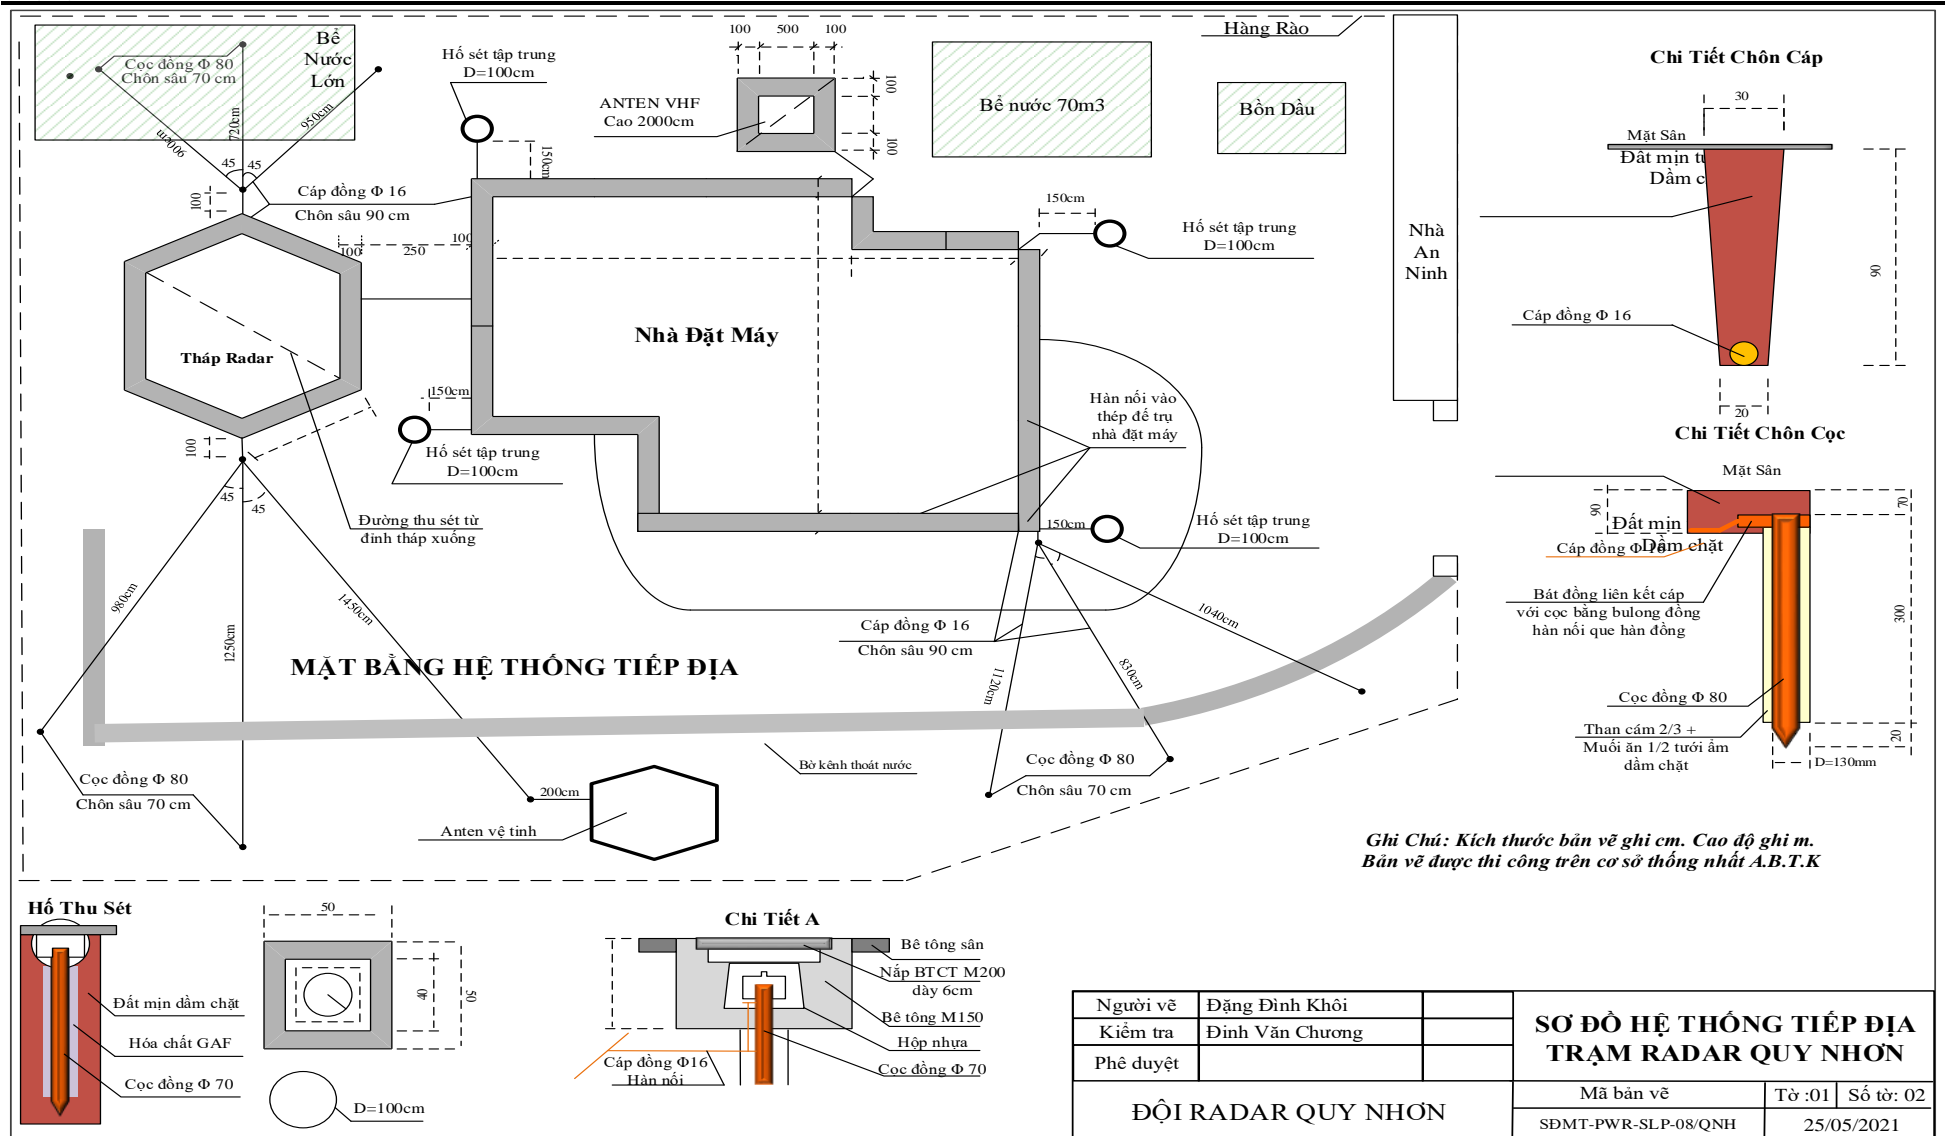 Bể
Nước
Lớn
Cọc đồng Φ 80
Chôn sâu 70 cm
900cm
720cm
950cm
45
45
100
Cáp đồng Φ 16
Chôn sâu 90 cm
Hố sét tập trung
D=100cm
150cm
ANTEN VHF
Cao 2000cm
100
500
100
100
100
Bể nước 70m3
Bồn Dầu
Hàng Rào
Nhà
An
Ninh
150cm
Hố sét tập trung
D=100cm
100
250
100
Tháp Radar
Nhà Đặt Máy
150cm
Hố sét tập trung
D=100cm
100
45
45
Đường thu sét từ
đỉnh tháp xuống
Hàn nối vào
thép đế trụ
nhà đặt máy
150cm
Hố sét tập trung
D=100cm
980cm
1250cm
1450cm
MẶT BẰNG HỆ THỐNG TIẾP ĐỊA
Cáp đồng Φ 16
Chôn sâu 90 cm
1120cm
830cm
1040cm
Cọc đồng Φ 80
Chôn sâu 70 cm
Bờ kênh thoát nước
200cm
Anten vệ tinh
Cọc đồng Φ 80
Chôn sâu 70 cm
Chi Tiết Chôn Cáp
30
Mặt Sân
Đất mịn
Dầm
90
Cáp đồng Φ 16
20
Chi Tiết Chôn Cọc
Mặt Sân
90
70
Đất mịn
Dầm chặt
Cáp đồng Φ 16
Bát đồng liên kết cáp
với cọc bằng bulong đồng
hàn nối que hàn đồng
300
Cọc đồng Φ 80
Than cám 2/3 +
Muối ăn 1/2 tưới ẩm
dầm chặt
20
D=130mm
Ghi Chú: Kích thước bản vẽ ghi cm. Cao độ ghi m.
Bản vẽ được thi công trên cơ sở thống nhất A.B.T.K
Hố Thu Sét
Đất mịn dầm chặt
Hóa chất GAF
Cọc đồng Φ 70
50
40
50
D=100cm
Chi Tiết A
Bê tông sân
Nắp BTCT M200
dày 6cm
Bê tông M150
Hộp nhựa
Cọc đồng Φ 70
Cáp đồng Φ16
Hàn nối
Người vẽ
Đặng Đình Khôi
Kiểm tra
Đinh Văn Chương
Phê duyệt
ĐỘI RADAR QUY NHƠN
SƠ ĐỒ HỆ THỐNG TIẾP ĐỊA
TRẠM RADAR QUY NHƠN
Mã bản vẽ
Tờ :01
Số tờ: 02
SĐMT-PWR-SLP-08/QNH
25/05/2021